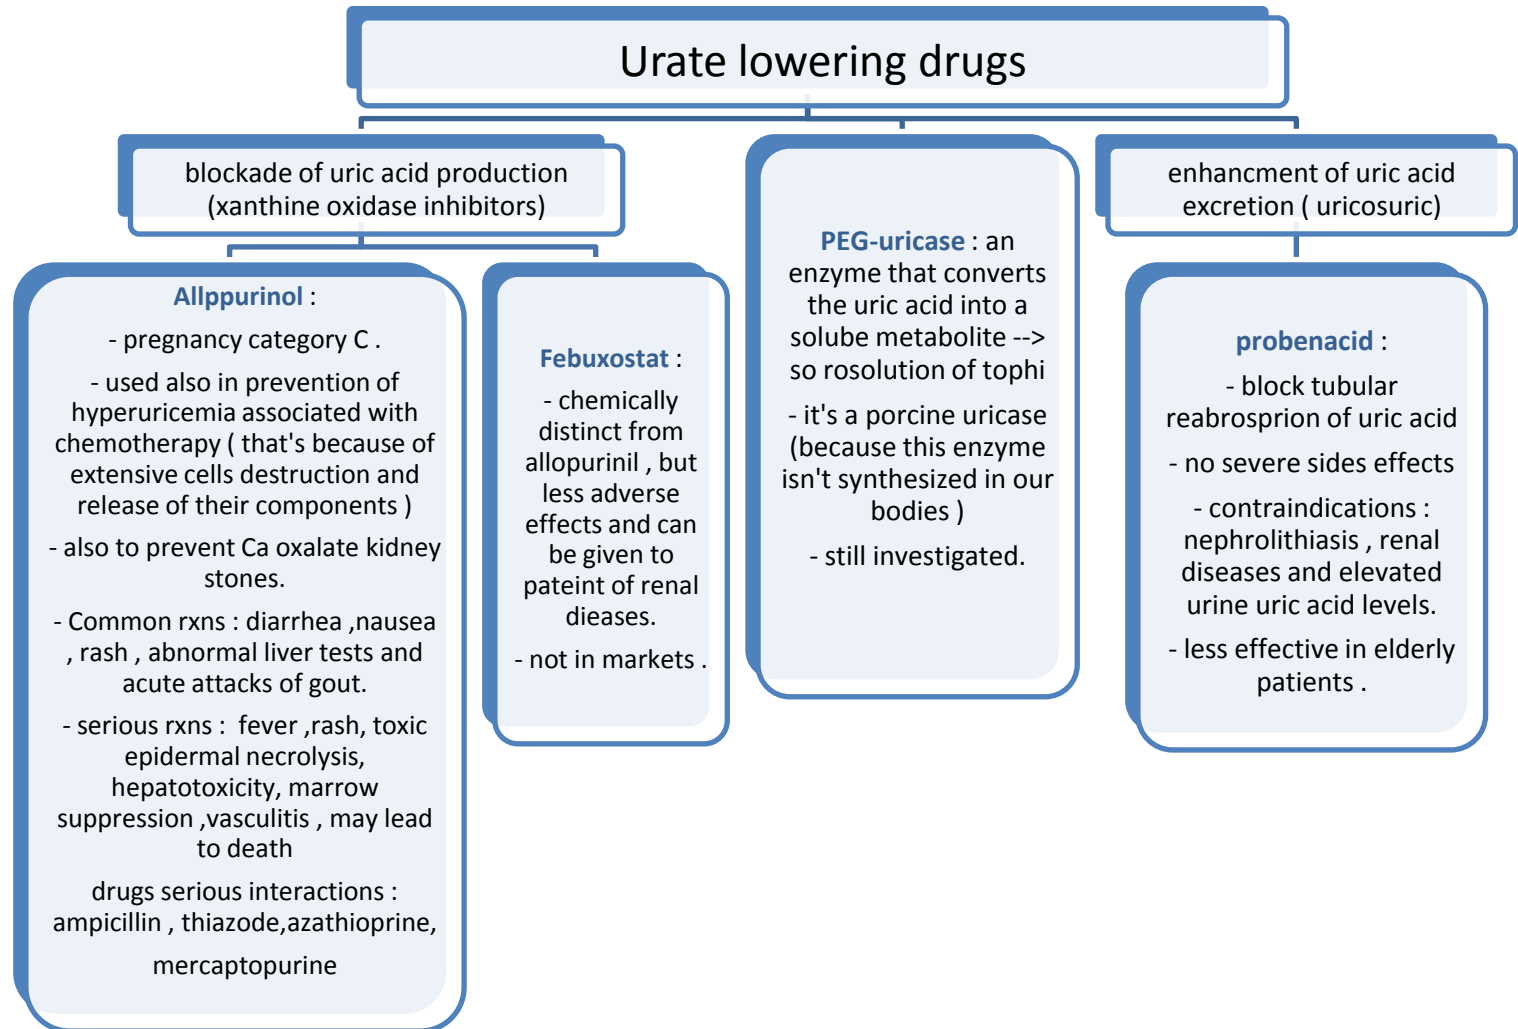 Urate lowering drugs
blockade of uric acid production
(xanthine oxidase inhibitors)
Allppurinol :
- pregnancy category C .
- used also in prevention of
hyperuricemia associated with
chemotherapy ( that's because of
extensive cells destruction and
release of their components )
- also to prevent Ca oxalate kidney
stones.
- Common rxns : diarrhea ,nausea
, rash , abnormal liver tests and
acute attacks of gout.
- serious rxns :  fever ,rash, toxic
epidermal necrolysis,
hepatotoxicity, marrow
suppression ,vasculitis , may lead
to death
drugs serious interactions :
ampicillin , thiazode,azathioprine,
mercaptopurine
Febuxostat :
- chemically
distinct from
allopurinil , but
less adverse
effects and can
be given to
pateint of renal
dieases.
- not in markets .
PEG-uricase : an
enzyme that converts
the uric acid into a
solube metabolite -->
so rosolution of tophi
- it's a porcine uricase
(because this enzyme
isn't synthesized in our
bodies )
- still investigated.
enhancment of uric acid
excretion ( uricosuric)
probenacid :
- block tubular
reabrosprion of uric acid
- no severe sides effects
- contraindications :
nephrolithiasis , renal
diseases and elevated
urine uric acid levels.
- less effective in elderly
patients .